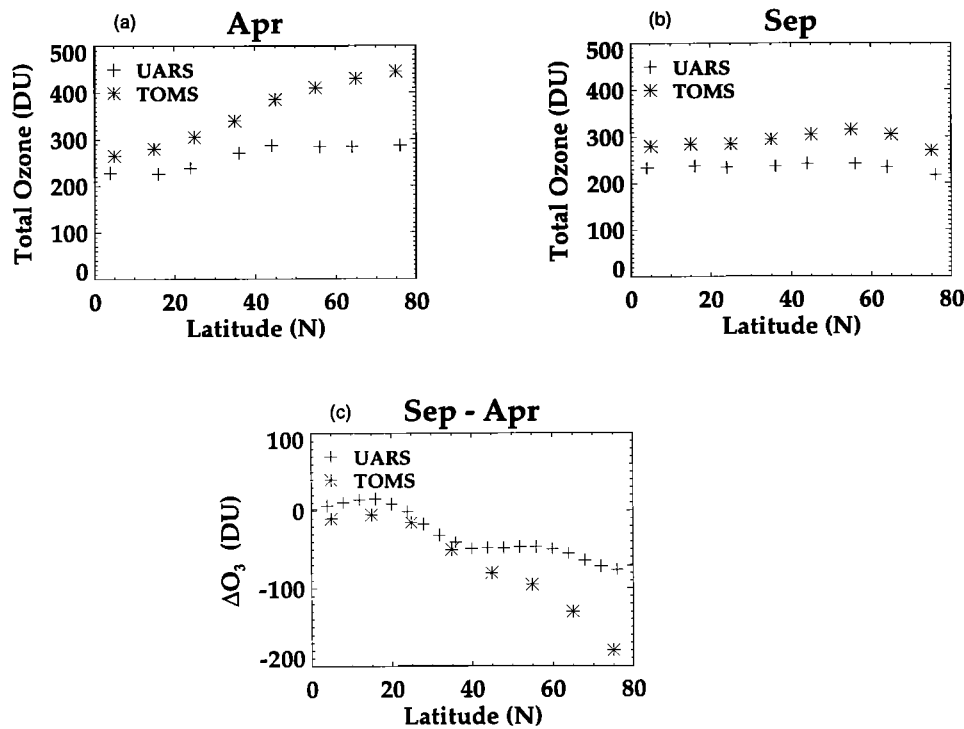 (a) Apr
500
400
300
200
100
0
+ UARS
* TOMS
Total Ozone (DU)
0 20 40 60 80
Latitude (N)
(b) Sep
500
400
300
200
100
0
+ UARS
* TOMS
Total Ozone (DU)
0 20 40 60 80
Latitude (N)
(c) Sep - Apr
100
0
-100
-200
+ UARS
* TOMS
ΔO₃ (DU)
0 20 40 60 80
Latitude (N)